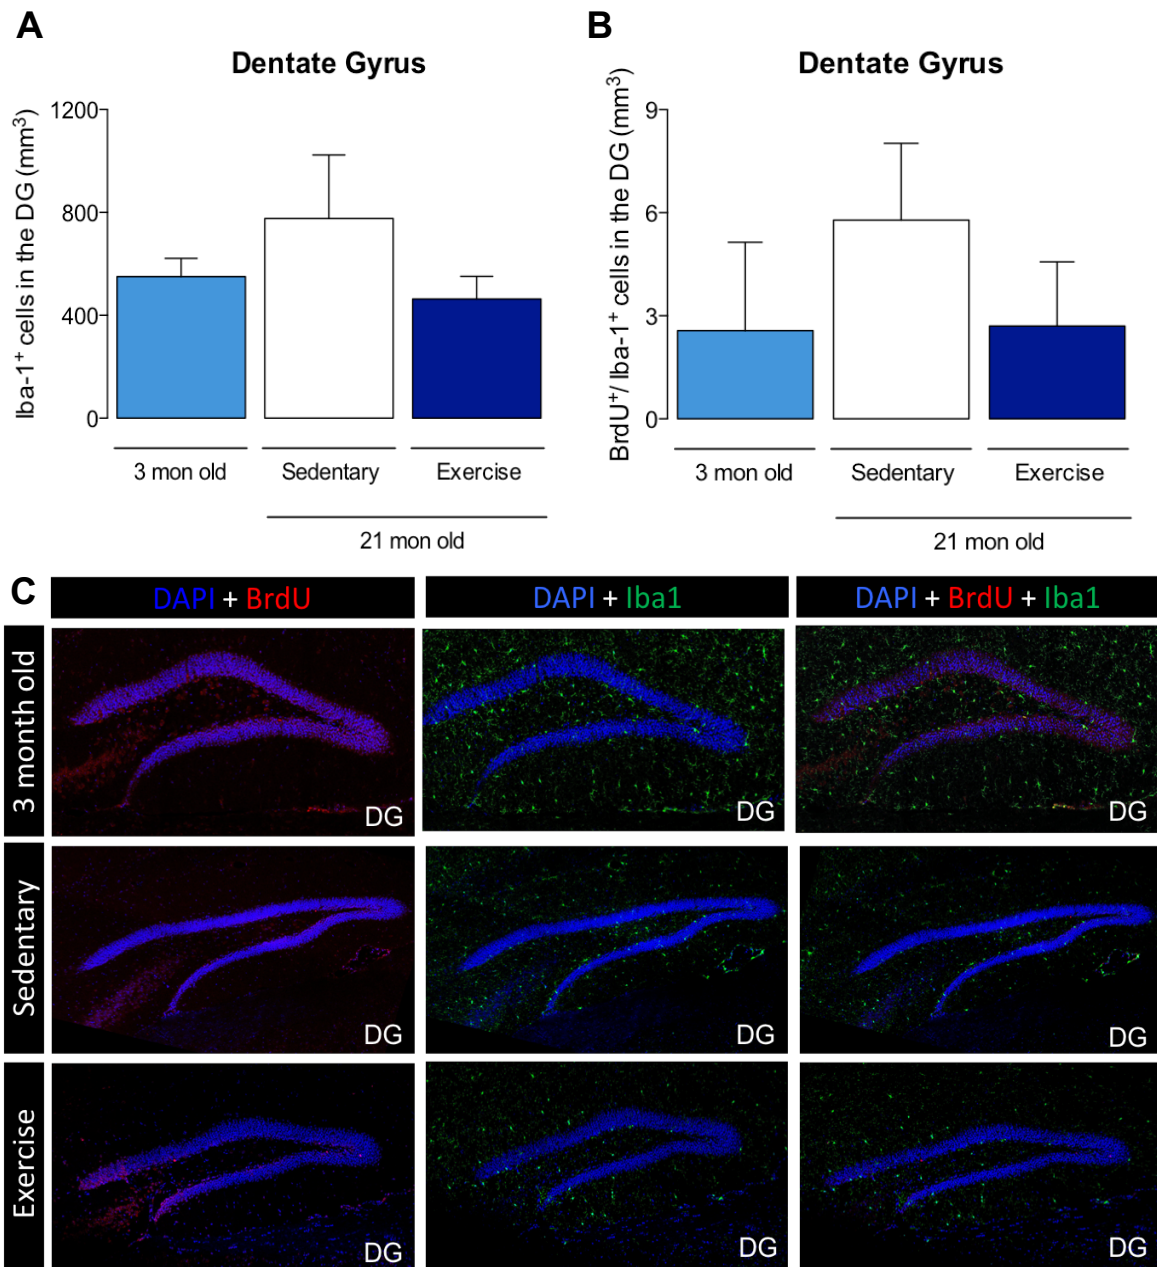 A
B
Dentate Gyrus
Dentate Gyrus
Iba-1⁺ cells in the DG (mm³)
1200
800
400
0
3 mon old
Sedentary
Exercise
21 mon old
BrdU⁺/ Iba-1⁺ cells in the DG (mm³)
9
6
3
0
3 mon old
Sedentary
Exercise
21 mon old
C
DAPI + BrdU
DAPI + Iba1
DAPI + BrdU + Iba1
3 month old
DG
DG
DG
Sedentary
DG
DG
DG
Exercise
DG
DG
DG